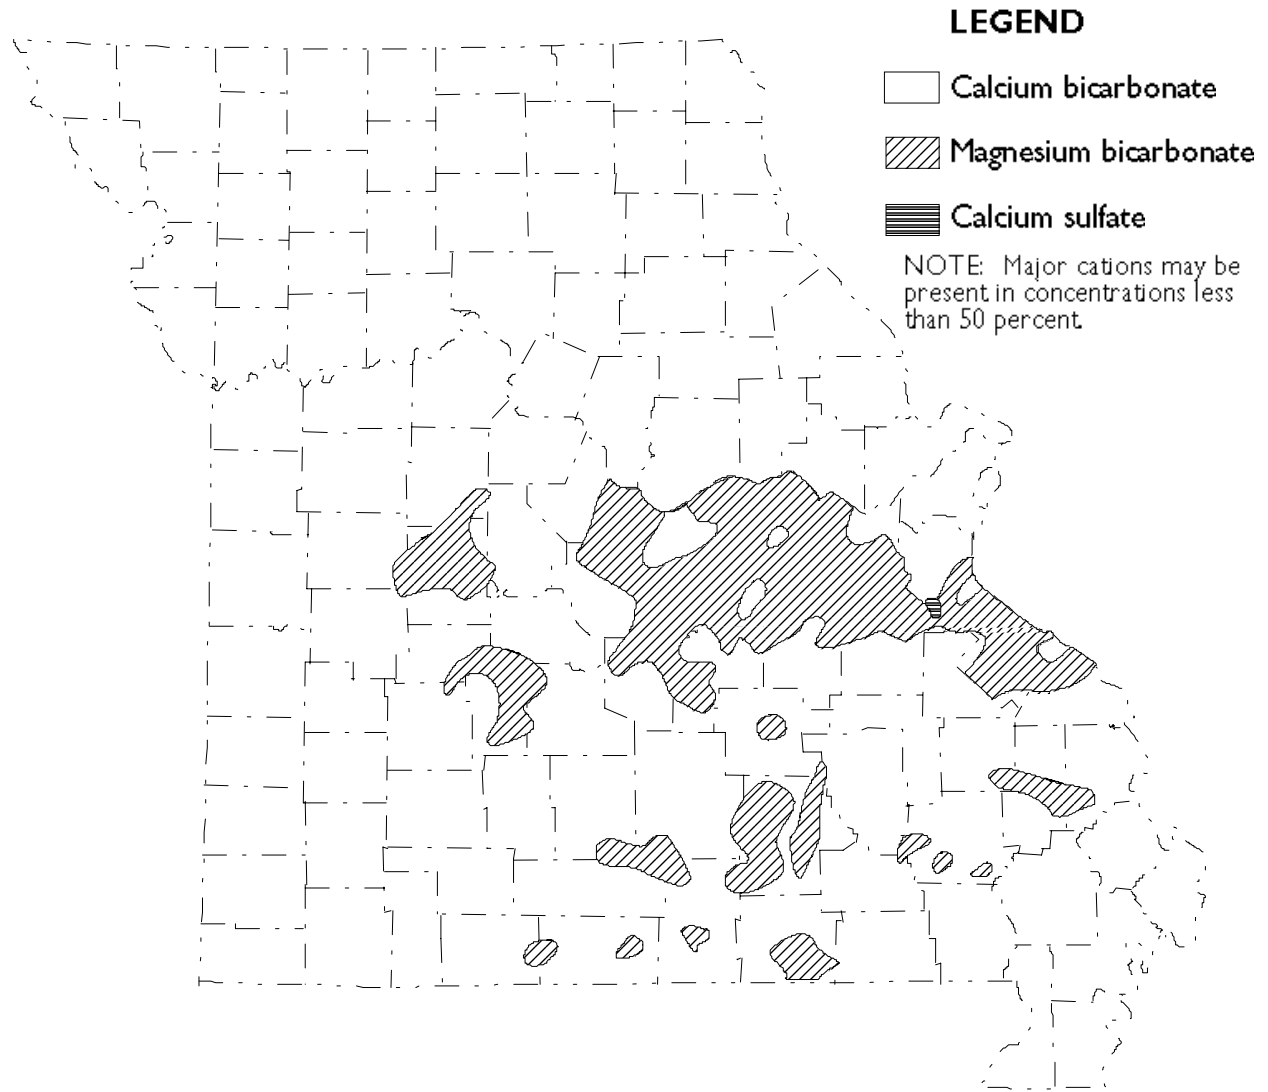 LEGEND
Calcium bicarbonate
Magnesium bicarbonate
Calcium sulfate
NOTE: Major cations may be
present in concentrations less
than 50 percent.